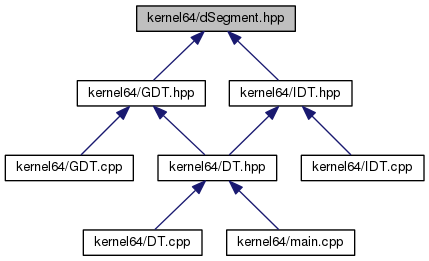 kernel64/dSegment.hpp
kernel64/GDT.hpp
kernel64/IDT.hpp
kernel64/GDT.cpp
kernel64/DT.hpp
kernel64/IDT.cpp
kernel64/DT.cpp
kernel64/main.cpp